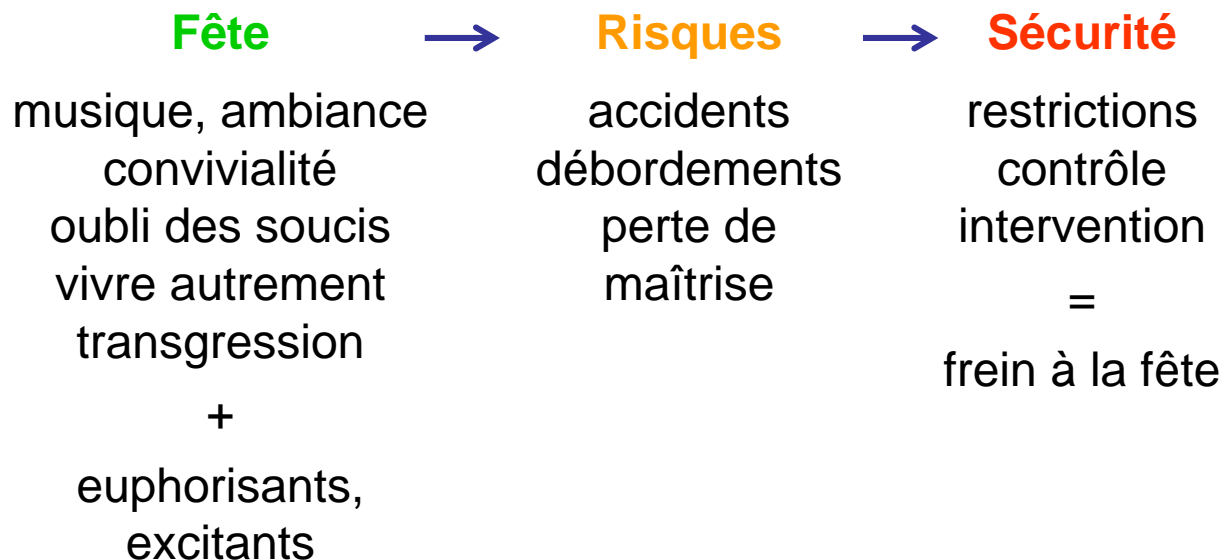 Fête → Risques → Sécurité
musique, ambiance
convivialité
oubli des soucis
vivre autrement
transgression
+
euphorisants,
excitants
accidents
débordements
perte de
maîtrise
restrictions
contrôle
intervention
=
frein à la fête